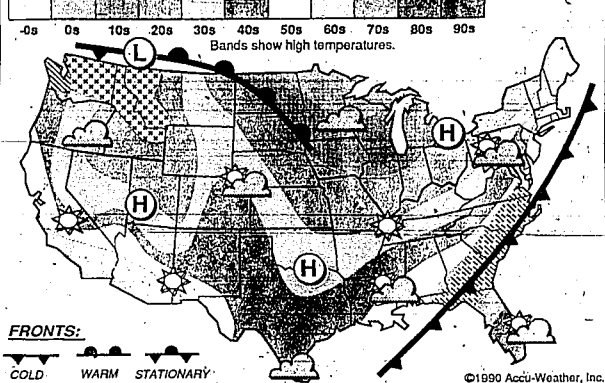 -0s 0s 10s 20s 30s 40s 50s 60s 70s 80s 90s
Bands show high temperatures.
L
H
H
H
FRONTS:
COLD WARM STATIONARY
©1990 Accu-Weather, Inc.